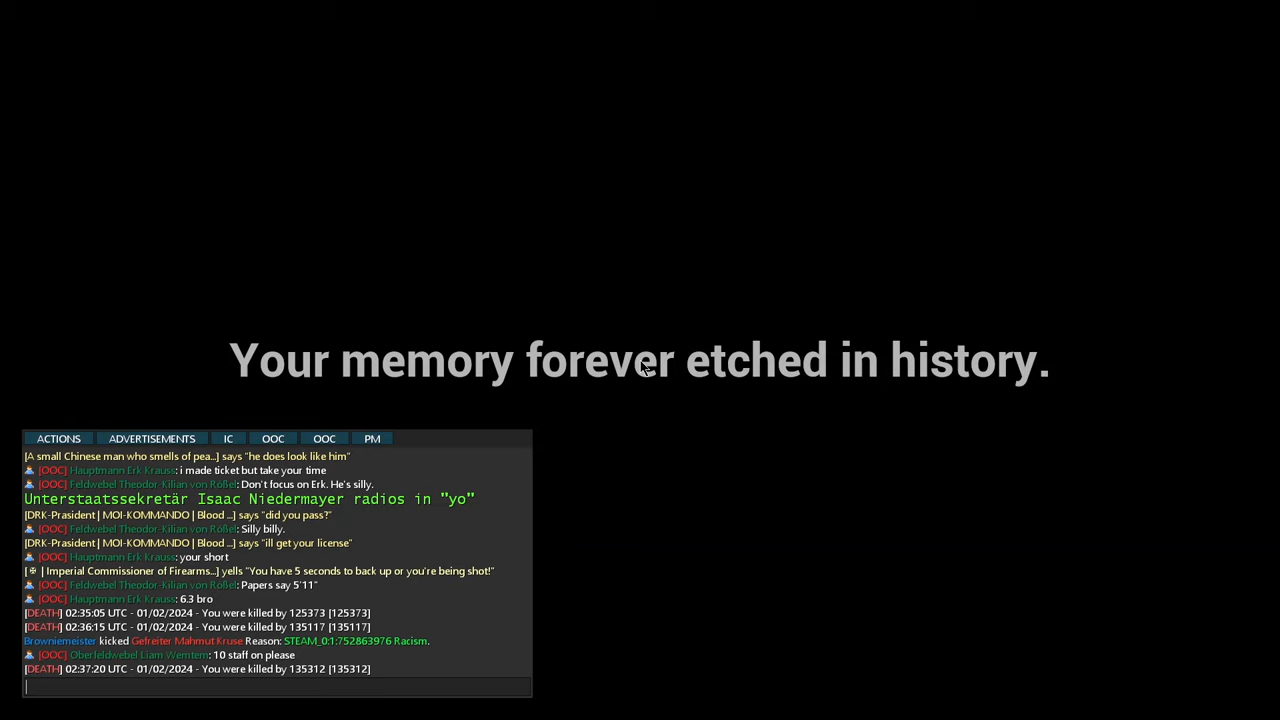 Your memory forever etched in history.
ACTIONS ADVERTISEMENTS IC OOC OOC PM
[A small Chinese man who smells of pea...] says "he does look like him"
[OOC] Hauptmann Erk Krauss: i made ticket but take your time
[OOC] Feldwebel Theodor-Kilian von Rößel: Don't focus on Erk. He's silly.
Unterstaatssekretär Isaac Niedermayer radios in "yo"
[DRK-Präsident | MOI-KOMMANDO | Blood ...] says "did you pass?"
[OOC] Feldwebel Theodor-Kilian von Rößel: Silly billy.
[DRK-Präsident | MOI-KOMMANDO | Blood ...] says "ill get your license"
[OOC] Hauptmann Erk Krauss: your short
[ ✠ | Imperial Commissioner of Firearms...] yells "You have 5 seconds to back up or you're being shot!"
[OOC] Feldwebel Theodor-Kilian von Rößel: Papers say 5'11"
[OOC] Hauptmann Erk Krauss: 6.3 bro
[DEATH] 02:35:05 UTC - 01/02/2024 - You were killed by 125373 [125373]
[DEATH] 02:36:15 UTC - 01/02/2024 - You were killed by 135117 [135117]
Browniemeister kicked Gefreiter Mahmut Kruse Reason: STEAM_0:1:752863976 Racism.
[OOC] Oberfeldwebel Liam Wemtem: 10 staff on please
[DEATH] 02:37:20 UTC - 01/02/2024 - You were killed by 135312 [135312]